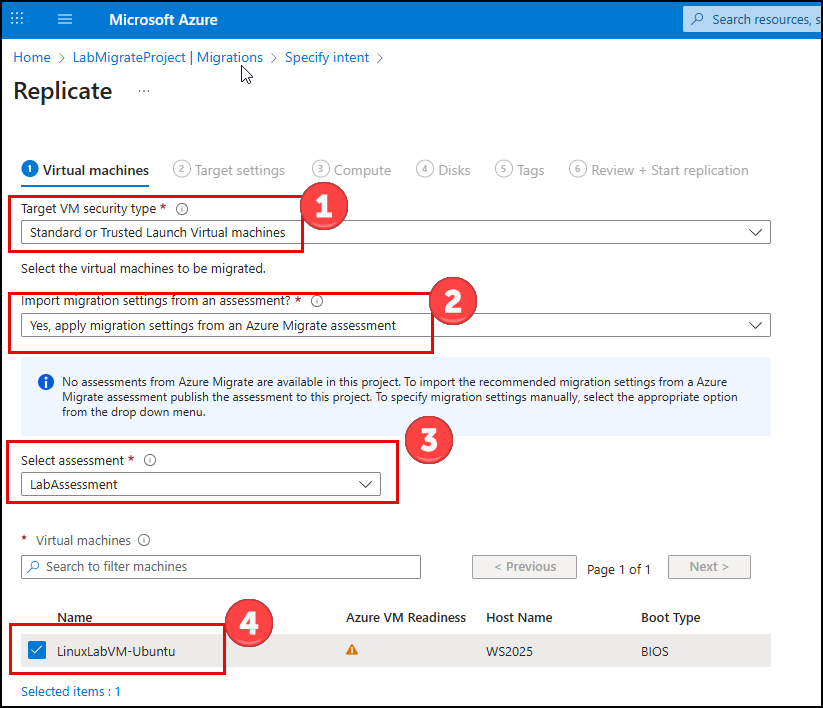 Microsoft Azure
Search resources, s
Home > LabMigrateProject | Migrations > Specify intent >
Replicate ...
1 Virtual machines 2 Target settings 3 Compute 4 Disks 5 Tags 6 Review + Start replication
Target VM security type *
1
Standard or Trusted Launch Virtual machines
Select the virtual machines to be migrated.
Import migration settings from an assessment? *
2
Yes, apply migration settings from an Azure Migrate assessment
No assessments from Azure Migrate are available in this project. To import the recommended migration settings from a Azure
Migrate assessment publish the assessment to this project. To specify migration settings manually, select the appropriate option
from the drop down menu.
3
Select assessment *
LabAssessment
* Virtual machines
Search to filter machines
< Previous Page 1 of 1 Next >
Name Azure VM Readiness Host Name Boot Type
4
LinuxLabVM-Ubuntu WS2025 BIOS
Selected items : 1